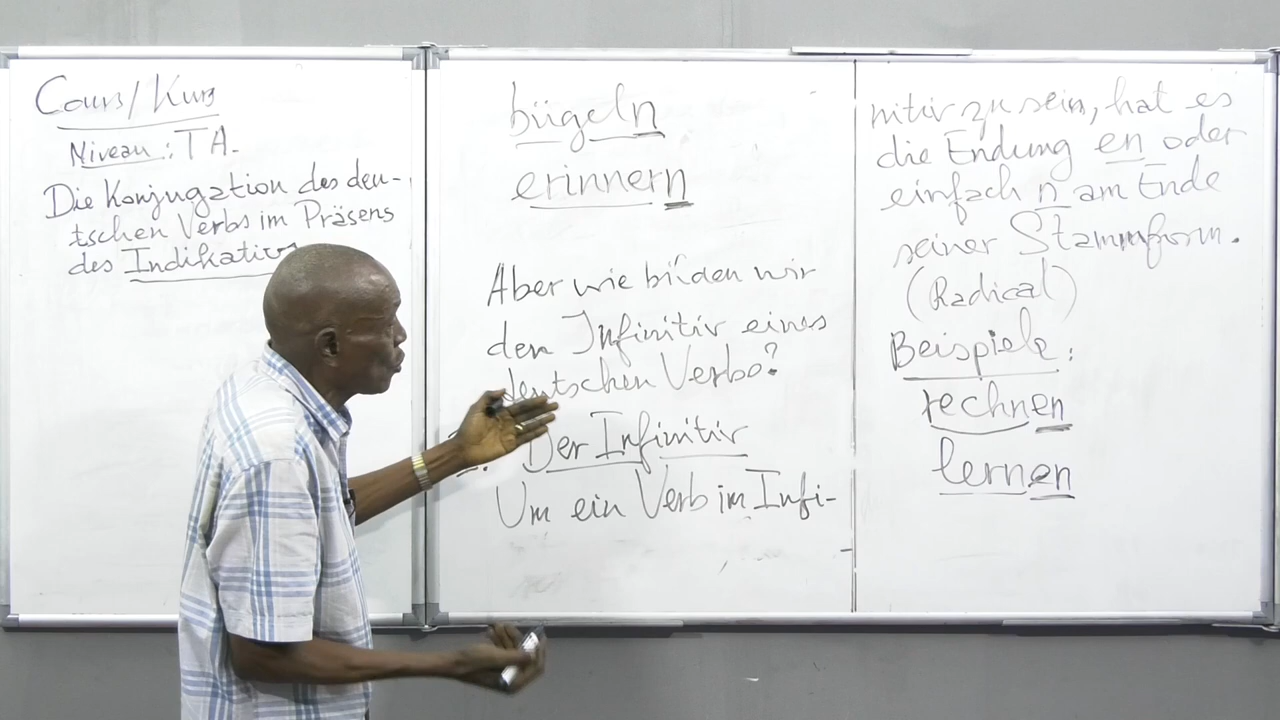 Cours/Kurs
Niveau: TA.
Die Konjugation des deu-
tschen Verbs im Präsens
des Indikativs
bügeln
erinnern
Aber wie bilden wir
den Infinitiv eines
deutschen Verbs?
Der Infinitiv
Um ein Verb im Infi-
nitiv zu sein, hat es
die Endung en oder
einfach n am Ende
seiner Stammform.
(Radical)
Beispiele:
rechnen
lernen